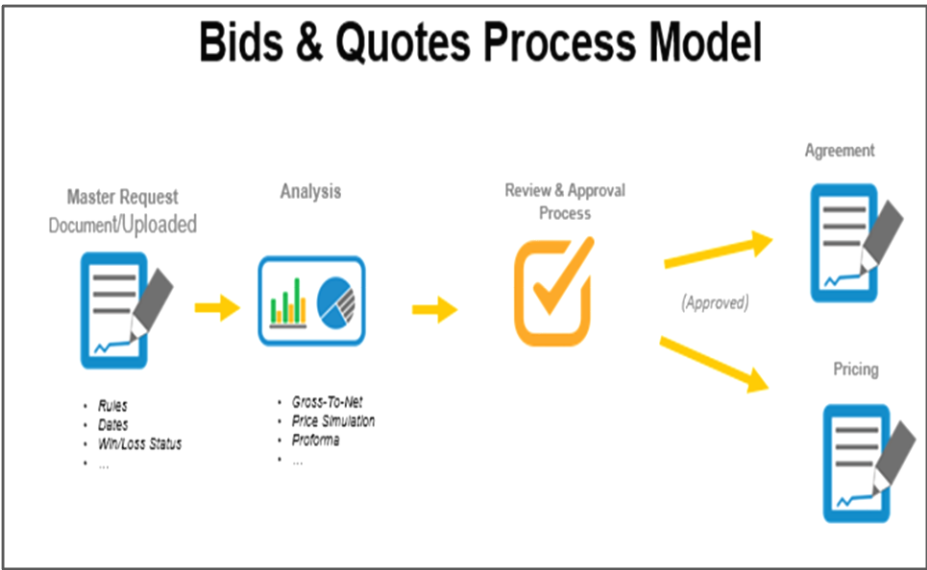 Bids & Quotes Process Model
Master Request
Document/Uploaded
• Rules
• Dates
• Win/Loss Status
• ...
Analysis
• Gross-To-Net
• Price Simulation
• Proforma
• ...
Review & Approval
Process
(Approved)
Agreement
Pricing